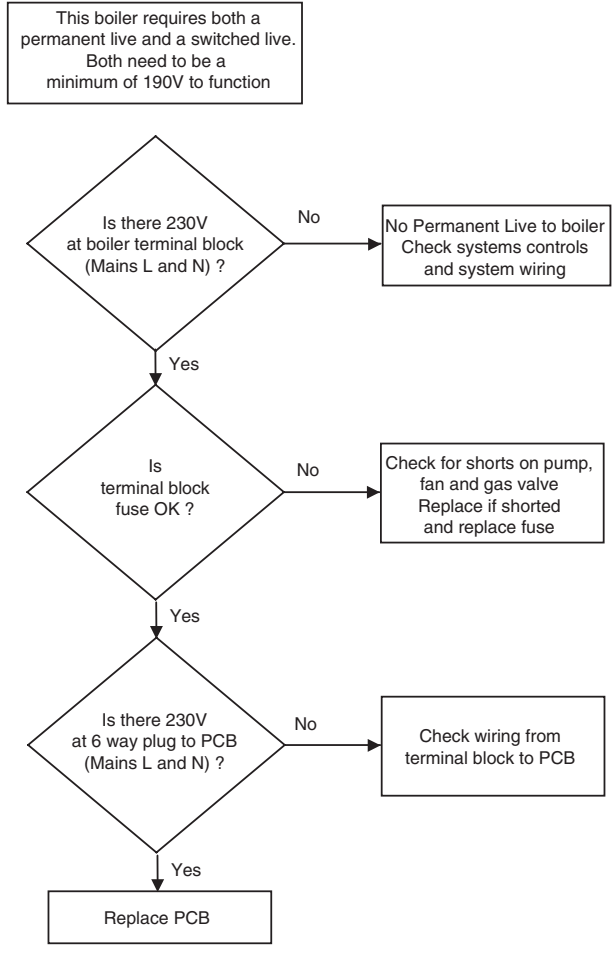 This boiler requires both a
permanent live and a switched live.
Both need to be a
minimum of 190V to function
Is there 230V
at boiler terminal block
(Mains L and N) ?
No
No Permanent Live to boiler
Check systems controls
and system wiring
Yes
Is
terminal block
fuse OK ?
No
Check for shorts on pump,
fan and gas valve
Replace if shorted
and replace fuse
Yes
Is there 230V
at 6 way plug to PCB
(Mains L and N) ?
No
Check wiring from
terminal block to PCB
Yes
Replace PCB